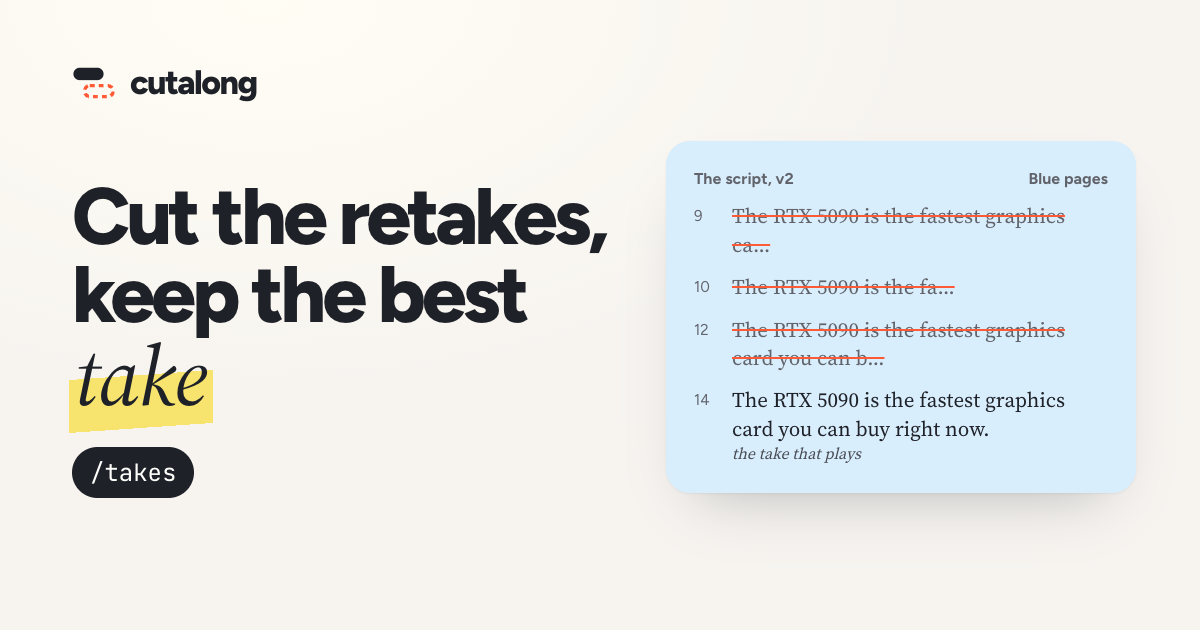 cutalong
Cut the retakes,
keep the best
take
/takes
The script, v2
Blue pages
9 The RTX 5090 is the fastest graphics
ca...
10 The RTX 5090 is the fa...
12 The RTX 5090 is the fastest graphics
card you can b...
14 The RTX 5090 is the fastest graphics
card you can buy right now.
the take that plays